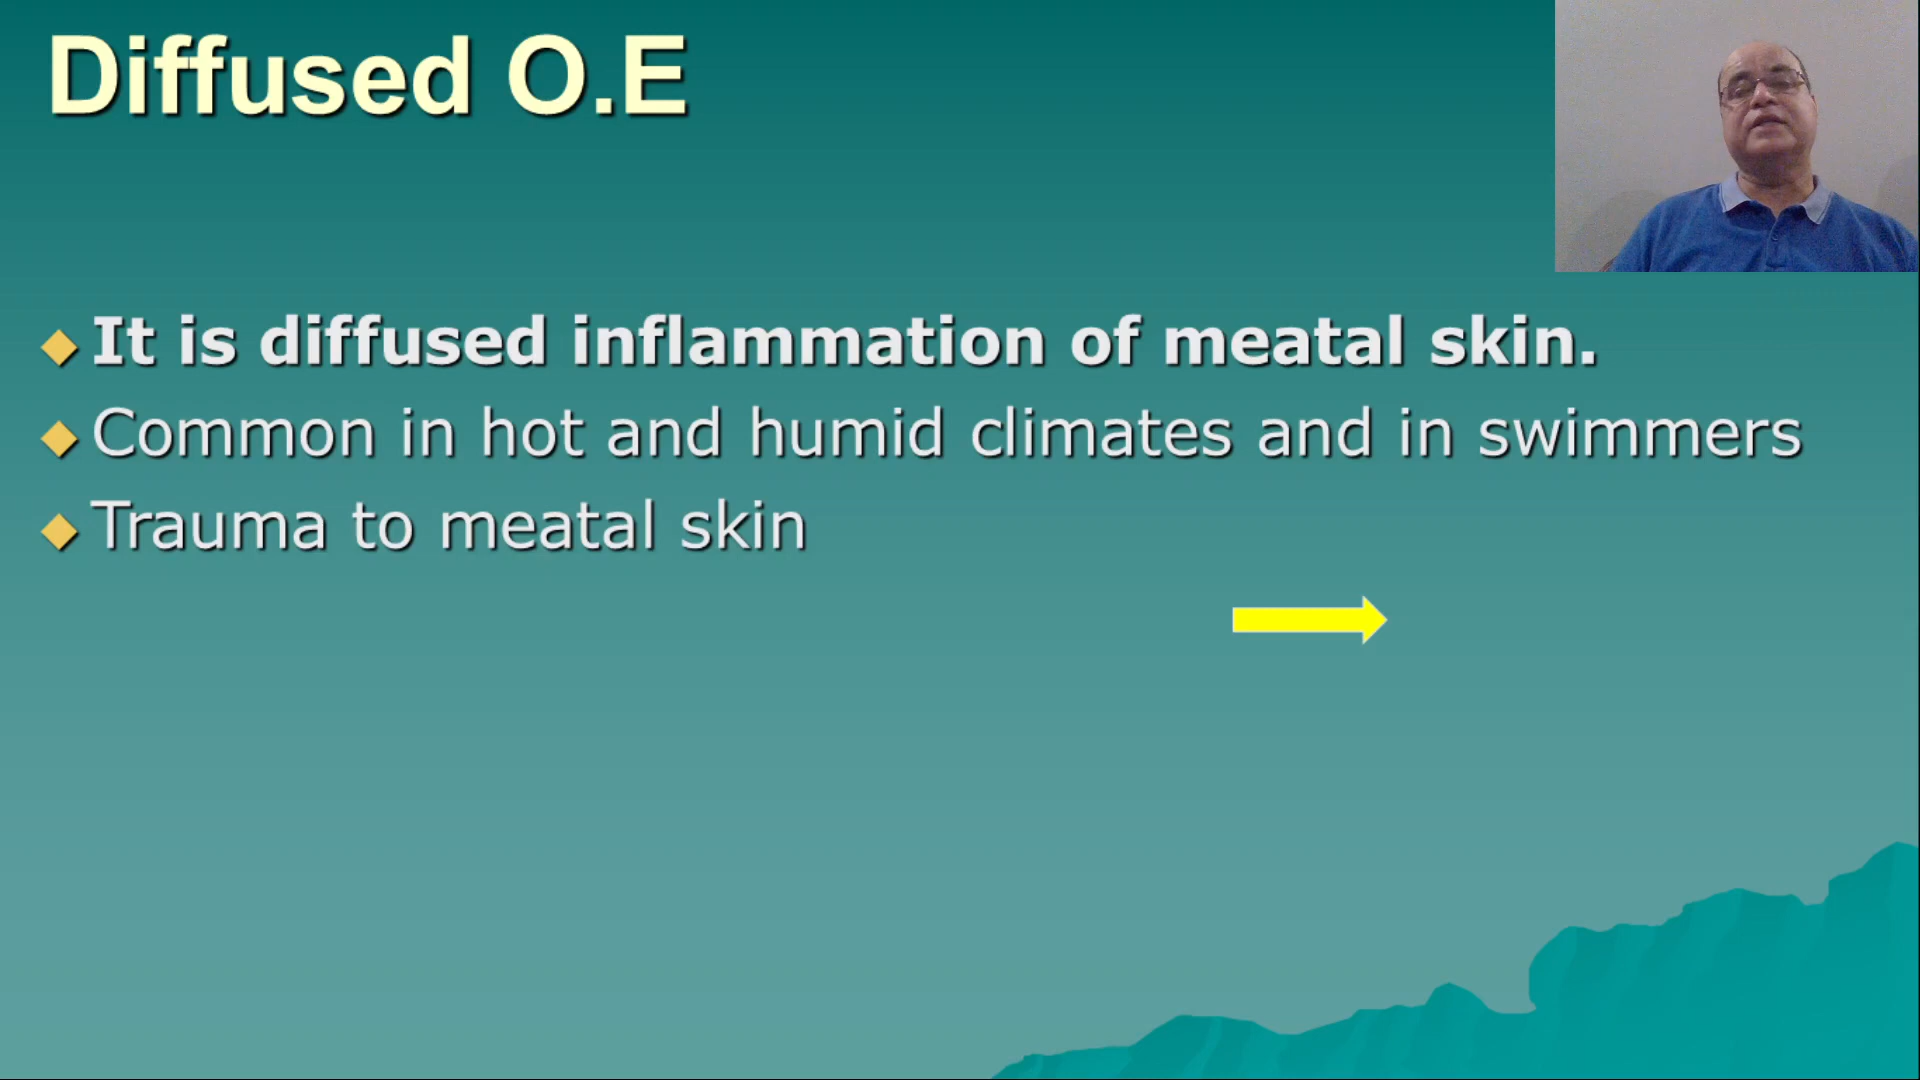 Diffused O.E
It is diffused inflammation of meatal skin.
Common in hot and humid climates and in swimmers
Trauma to meatal skin